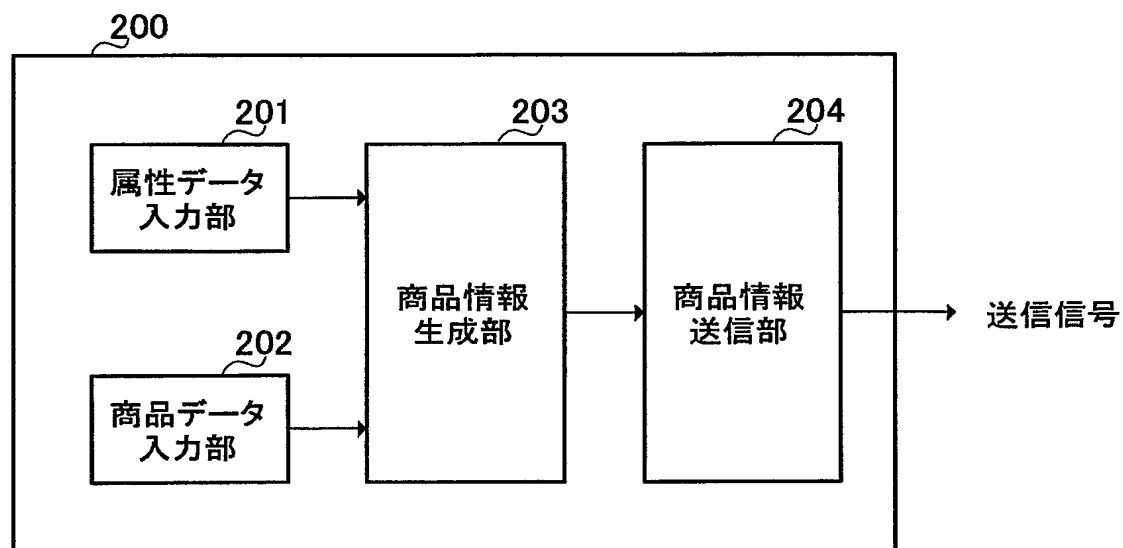 200
201
属性データ
入力部
202
商品データ
入力部
203
商品情報
生成部
204
商品情報
送信部
送信信号